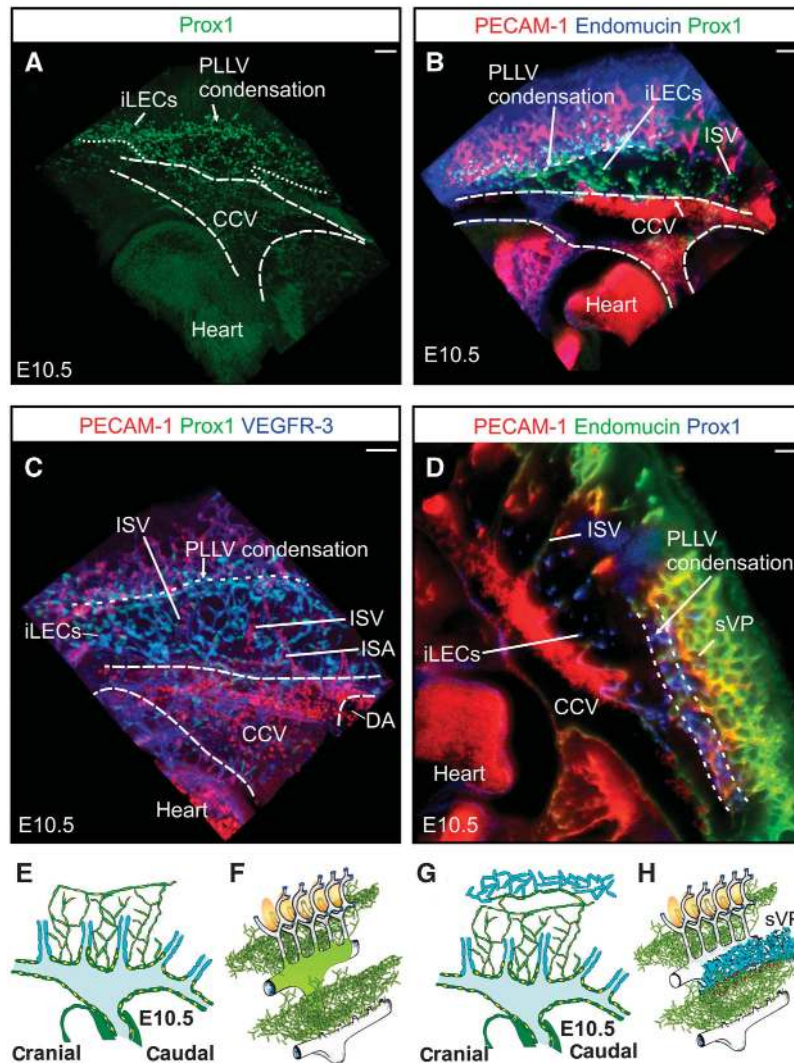 Prox1
A
iLECs
PLLV
condensation
CCV
Heart
E10.5
PECAM-1 Endomucin Prox1
B
PLLV
condensation
iLECs
ISV
CCV
Heart
E10.5
PECAM-1 Prox1 VEGFR-3
C
ISV
PLLV condensation
iLECs
ISV
ISA
DA
CCV
Heart
E10.5
PECAM-1 Endomucin Prox1
D
ISV
PLLV
condensation
sVP
iLECs
CCV
Heart
E10.5
E
E10.5
Cranial Caudal
F
G
E10.5
Cranial Caudal
H
sVP